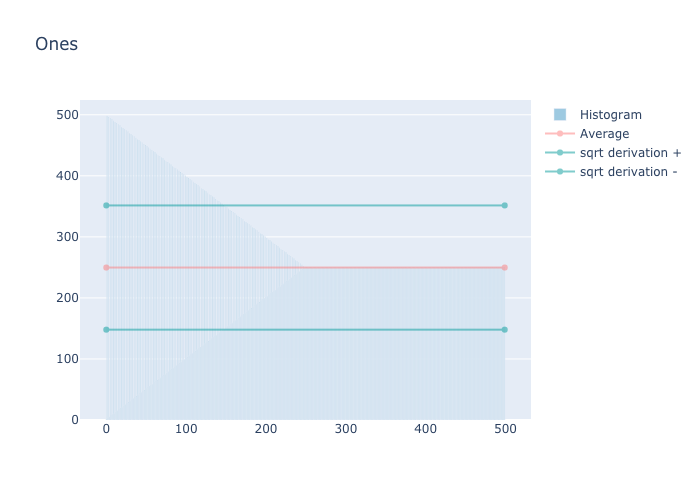 Ones
500
400
300
200
100
0
0 100 200 300 400 500
Histogram
Average
sqrt derivation +
sqrt derivation -